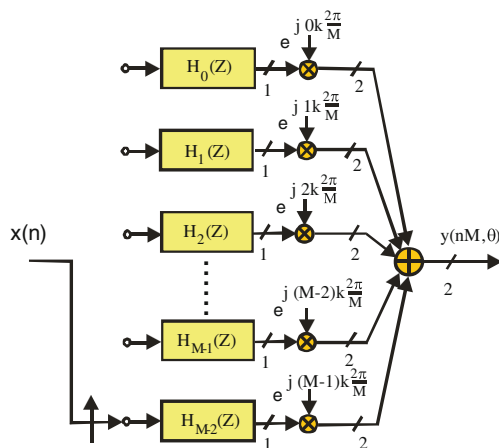 e j 0k 2π/M
H0(Z)
1
2
e j 1k 2π/M
H1(Z)
1
2
e j 2k 2π/M
H2(Z)
1
2
x(n)
y(nM,θ)
2
e j (M-2)k 2π/M
HM-1(Z)
1
2
e j (M-1)k 2π/M
HM-2(Z)
1
2